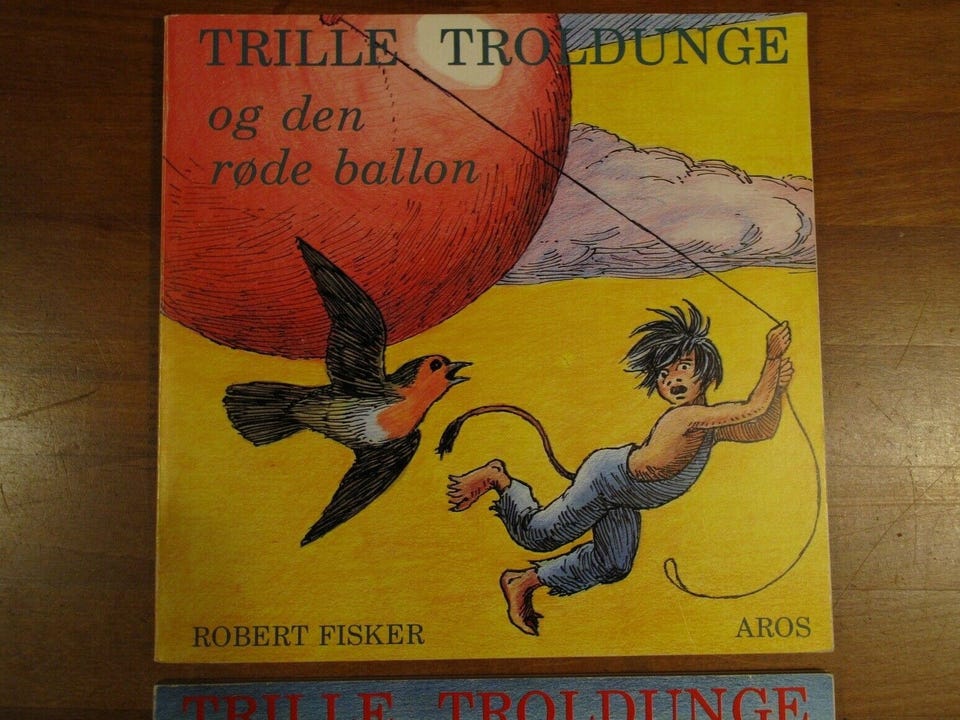 TRILLE TROLDUNGE
og den
røde ballon
ROBERT FISKER AROS
TRILLE TROLDUNGE